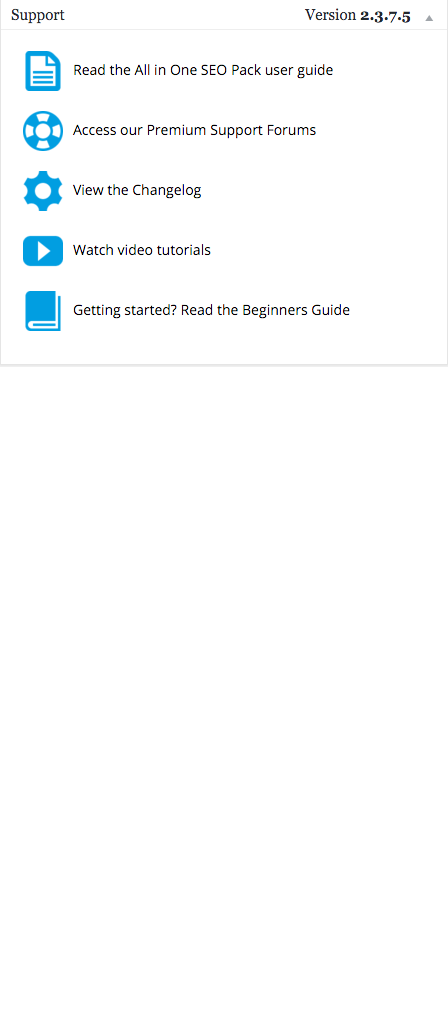 Support Version 2.3.7.5
Read the All in One SEO Pack user guide
Access our Premium Support Forums
View the Changelog
Watch video tutorials
Getting started? Read the Beginners Guide